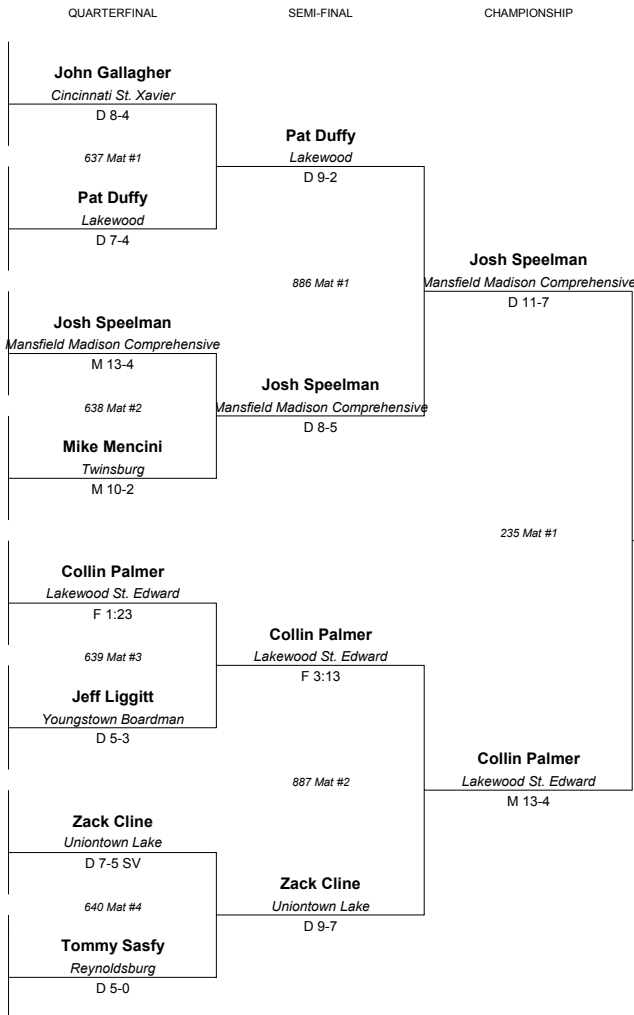 QUARTERFINAL
SEMI-FINAL
CHAMPIONSHIP
John Gallagher
Cincinnati St. Xavier
D 8-4
637 Mat #1
Pat Duffy
Lakewood
D 7-4
Josh Speelman
Mansfield Madison Comprehensive
M 13-4
638 Mat #2
Mike Mencini
Twinsburg
M 10-2
Collin Palmer
Lakewood St. Edward
F 1:23
639 Mat #3
Jeff Liggitt
Youngstown Boardman
D 5-3
Zack Cline
Uniontown Lake
D 7-5 SV
640 Mat #4
Tommy Sasfy
Reynoldsburg
D 5-0
Pat Duffy
Lakewood
D 9-2
886 Mat #1
Josh Speelman
Mansfield Madison Comprehensive
D 8-5
Collin Palmer
Lakewood St. Edward
F 3:13
887 Mat #2
Zack Cline
Uniontown Lake
D 9-7
Josh Speelman
Mansfield Madison Comprehensive
D 11-7
235 Mat #1
Collin Palmer
Lakewood St. Edward
M 13-4